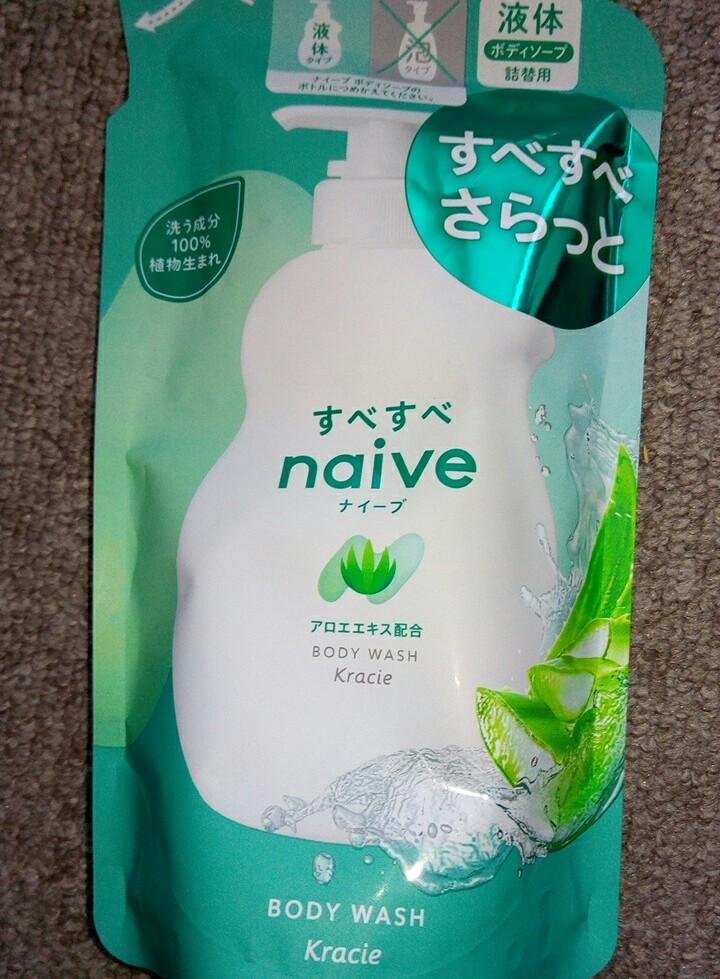 液
体
タイプ
泡
タイプ
ナイーブ ボディソープの
ボトルにつめかえてください。
液体
ボディソープ
詰替用
すべすべ
さらっと
洗う成分
100%
植物生まれ
すべすべ
naive
ナイーブ
アロエエキス配合
BODY WASH
Kracie
BODY WASH
Kracie